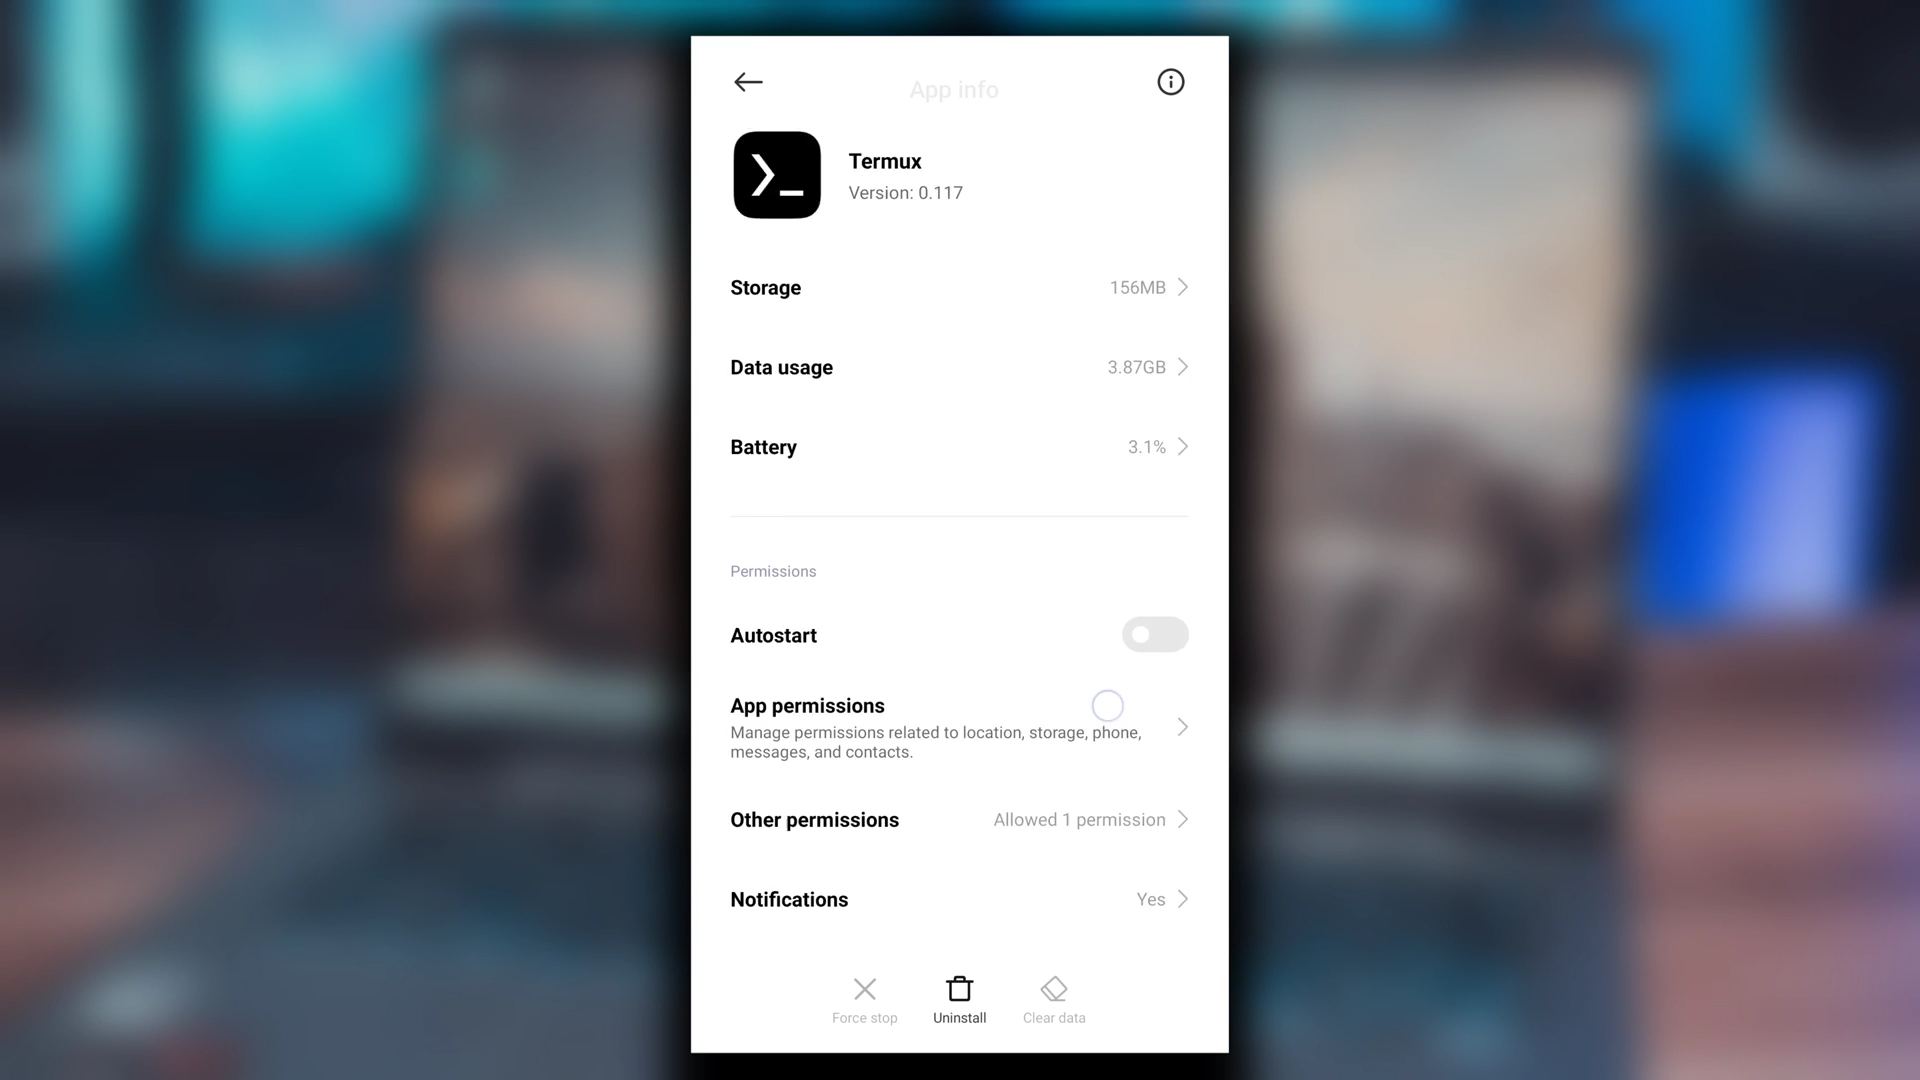 App info
Termux
Version: 0.117
Storage 156MB
Data usage 3.87GB
Battery 3.1%
Permissions
Autostart
App permissions
Manage permissions related to location, storage, phone,
messages, and contacts.
Other permissions Allowed 1 permission
Notifications Yes
Force stop Uninstall Clear data